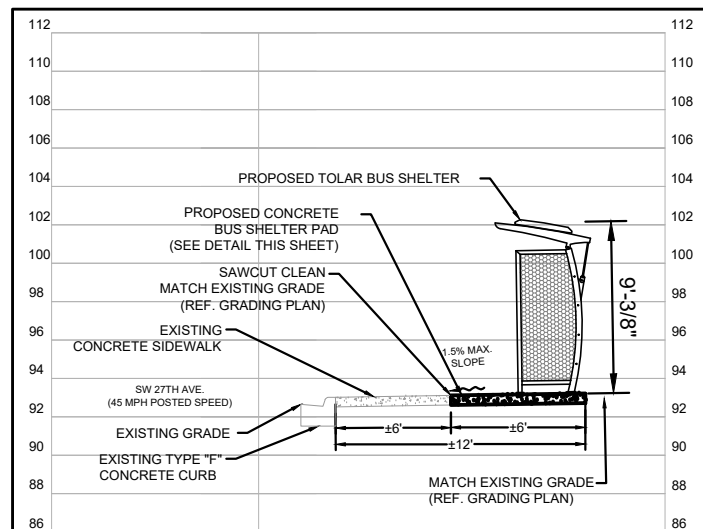 112
110
108
106
104
102
100
98
96
94
92
90
88
86
112
110
108
106
104
102
100
98
96
94
92
90
88
86
PROPOSED TOLAR BUS SHELTER
PROPOSED CONCRETE
BUS SHELTER PAD
(SEE DETAIL THIS SHEET)
SAWCUT CLEAN
MATCH EXISTING GRADE
(REF. GRADING PLAN)
EXISTING
CONCRETE SIDEWALK
1.5% MAX.
SLOPE
9'-3/8"
SW 27TH AVE.
(45 MPH POSTED SPEED)
EXISTING GRADE
EXISTING TYPE "F"
CONCRETE CURB
±6'
±6'
±12'
MATCH EXISTING GRADE
(REF. GRADING PLAN)